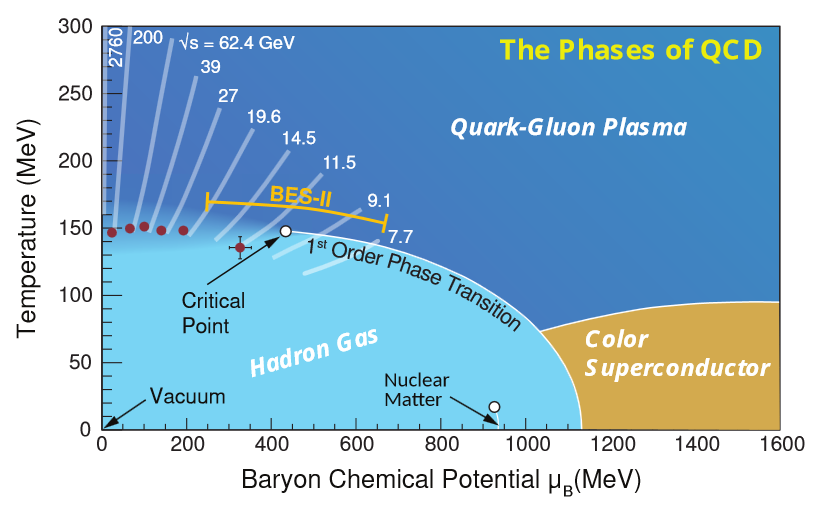 The Phases of QCD
300
250
200
150
100
50
0
Temperature (MeV)
2760
200
√s = 62.4 GeV
39
27
19.6
14.5
11.5
9.1
7.7
Quark-Gluon Plasma
BES-II
1st Order Phase Transition
Critical
Point
Hadron Gas
Color
Superconductor
Nuclear
Matter
Vacuum
0 200 400 600 800 1000 1200 1400 1600
Baryon Chemical Potential μB(MeV)